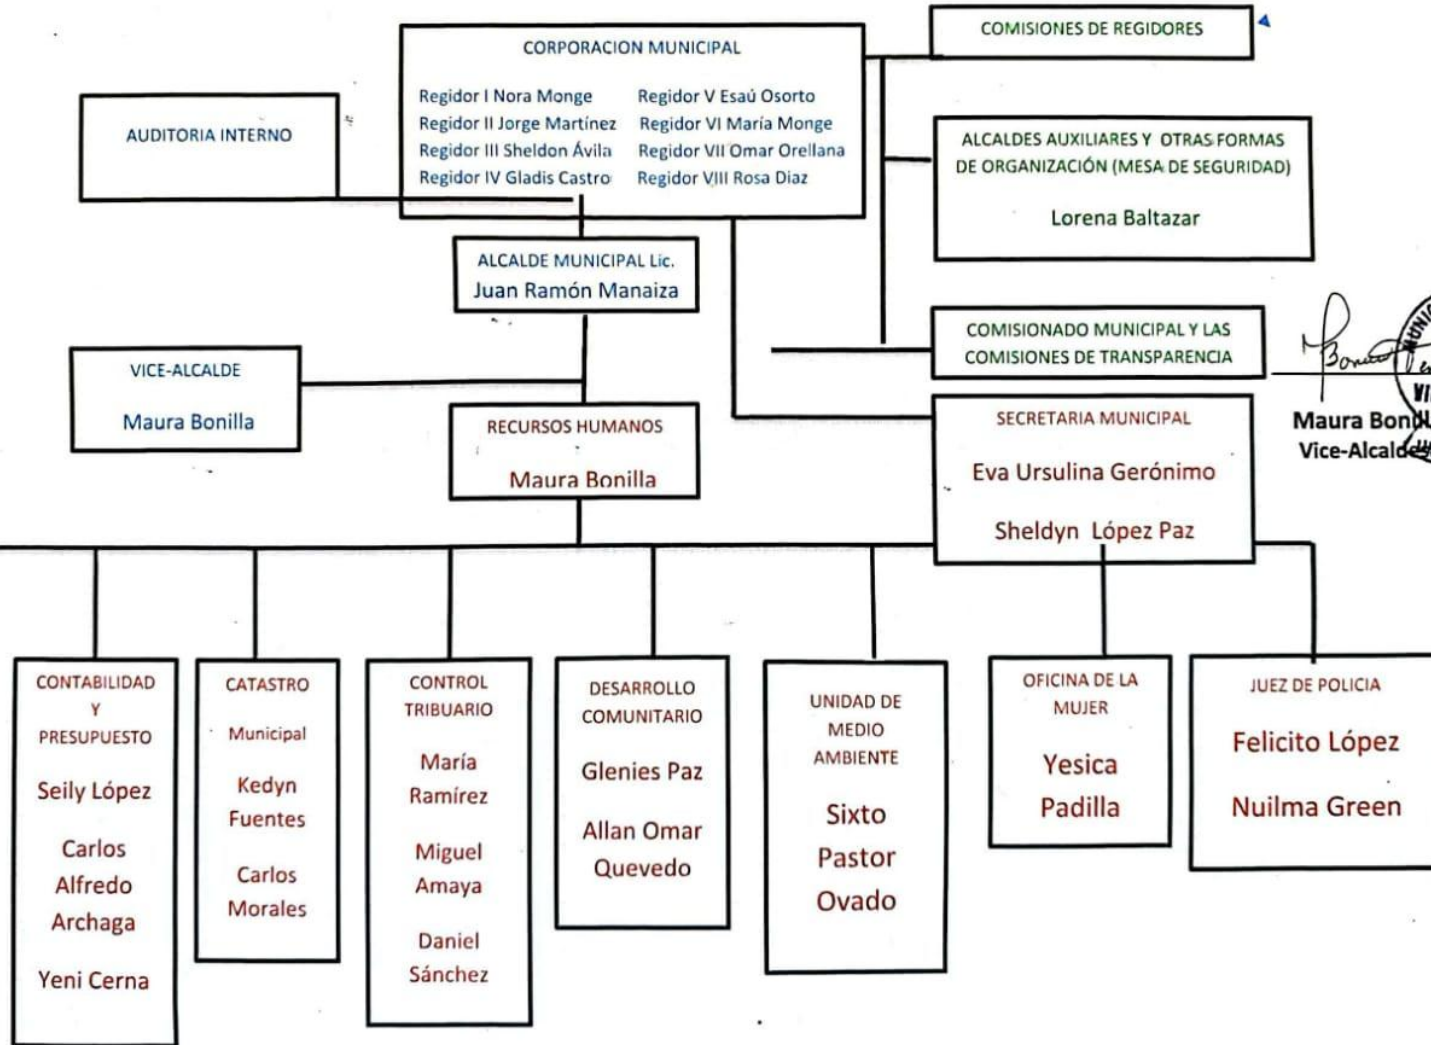 COMISIONES DE REGIDORES
CORPORACION MUNICIPAL
Regidor I Nora Monge
Regidor II Jorge Martínez
Regidor III Sheldon Ávila
Regidor IV Gladis Castro
Regidor V Esaú Osorto
Regidor VI María Monge
Regidor VII Omar Orellana
Regidor VIII Rosa Diaz
AUDITORIA INTERNO
ALCALDES AUXILIARES Y OTRAS FORMAS
DE ORGANIZACIÓN (MESA DE SEGURIDAD)
Lorena Baltazar
ALCALDE MUNICIPAL Lic.
Juan Ramón Manaiza
COMISIONADO MUNICIPAL Y LAS
COMISIONES DE TRANSPARENCIA
VICE-ALCALDE
Maura Bonilla
RECURSOS HUMANOS
Maura Bonilla
SECRETARIA MUNICIPAL
Eva Ursulina Gerónimo
Sheldyn López Paz
Maura
Vice-Alcaldesa
CONTABILIDAD
Y
PRESUPUESTO
Seily López
Carlos
Alfredo
Archaga
Yeni Cerna
CATASTRO
Municipal
Kedyn
Fuentes
Carlos
Morales
CONTROL
TRIBUTARIO
María
Ramírez
Miguel
Amaya
Daniel
Sánchez
DESARROLLO
COMUNITARIO
Glenies Paz
Allan Omar
Quevedo
UNIDAD DE
MEDIO
AMBIENTE
Sixto
Pastor
Ovado
OFICINA DE LA
MUJER
Yesica
Padilla
JUEZ DE POLICIA
Felicito López
Nuilma Green